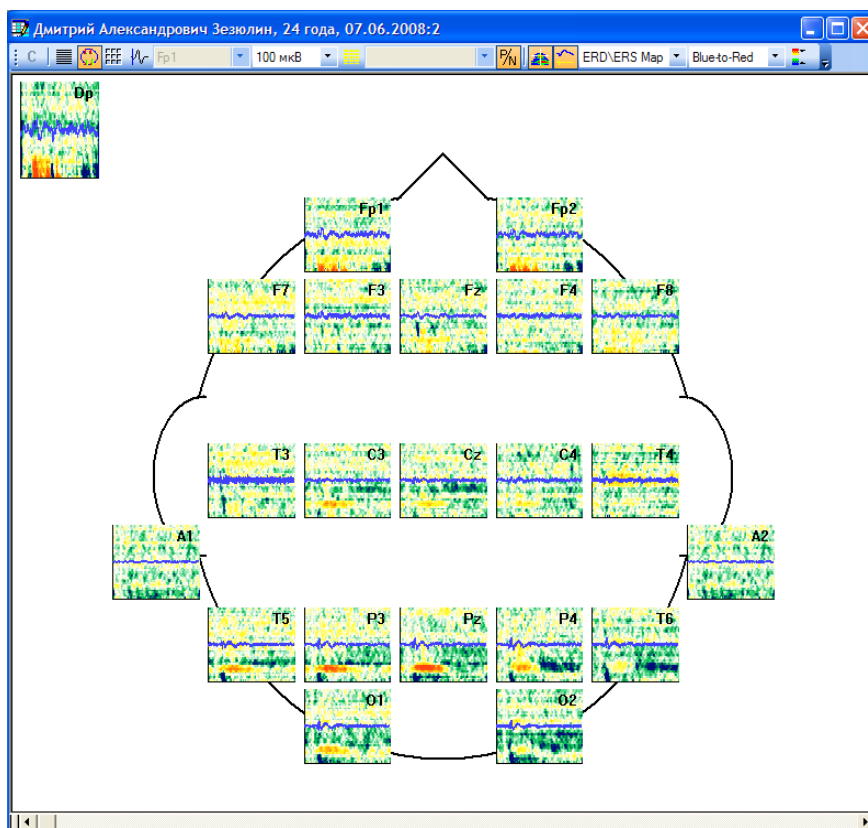 Дмитрий Александрович Зезюлин, 24 года, 07.06.2008:2
C Fp1 100 мкВ P/N ERD\ERS Map Blue-to-Red
Dp
Fp1 Fp2
F7 F3 Fz F4 F8
T3 C3 Cz C4 T4
A1 A2
T5 P3 Pz P4 T6
O1 O2